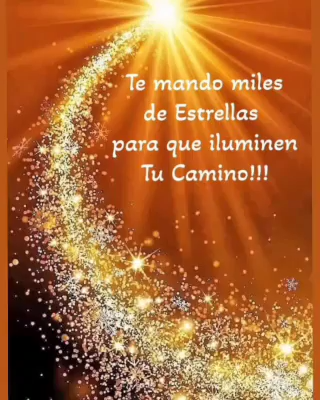 Te mando miles
de Estrellas
para que iluminen
Tu Camino!!!